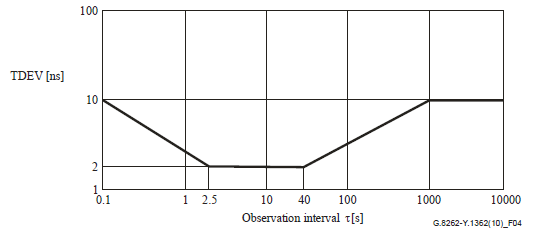 100
TDEV [ns]
10
2
1
0.1 1 2.5 10 40 100 1000 10000
Observation interval τ[s]
G.8262-Y.1362(10)_F04